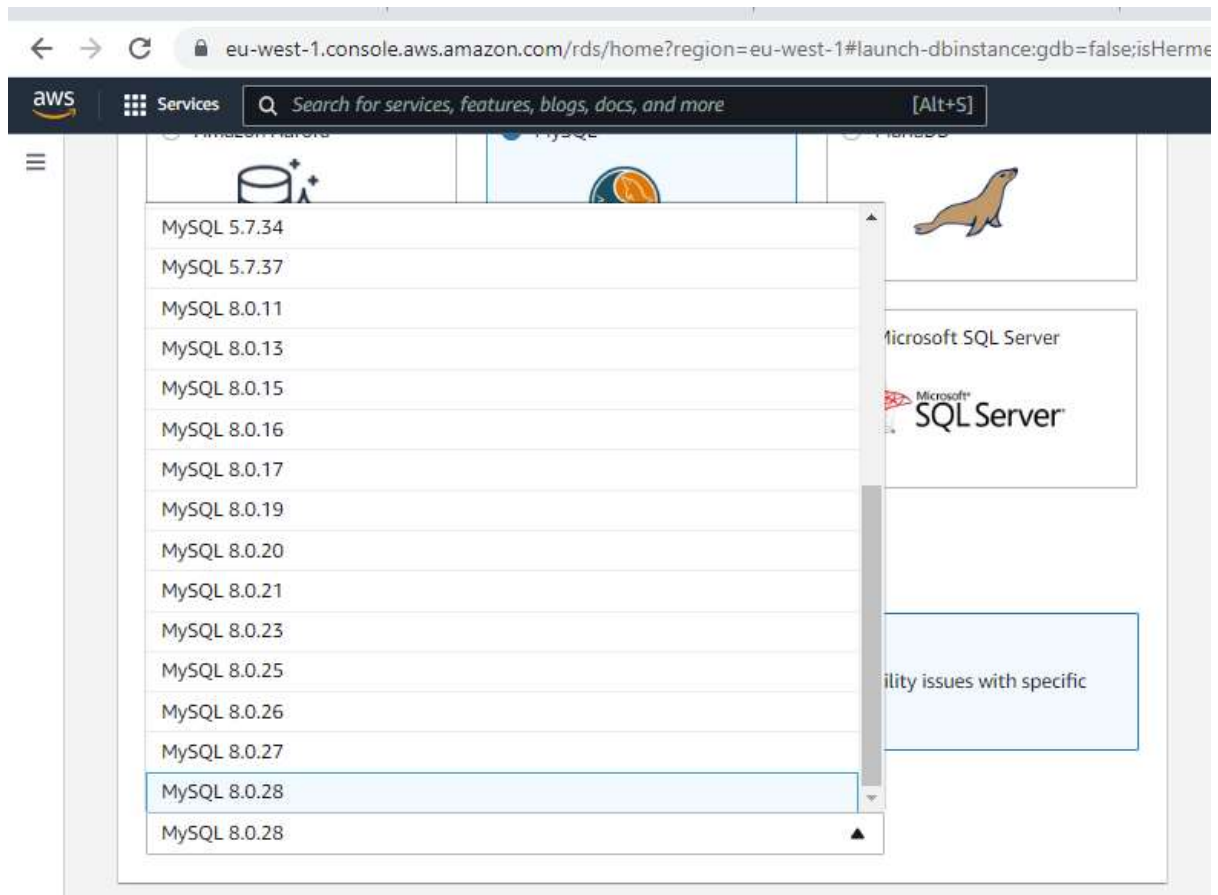 eu-west-1.console.aws.amazon.com/rds/home?region=eu-west-1#launch-dbinstance:gdb=false;isHerme
aws Services Search for services, features, blogs, docs, and more [Alt+S]
Amazon Aurora MySQL MariaDB
MySQL 5.7.34
MySQL 5.7.37
MySQL 8.0.11
MySQL 8.0.13
Microsoft SQL Server
MySQL 8.0.15
Microsoft
SQL Server
MySQL 8.0.16
MySQL 8.0.17
MySQL 8.0.19
MySQL 8.0.20
MySQL 8.0.21
MySQL 8.0.23
MySQL 8.0.25
ility issues with specific
MySQL 8.0.26
MySQL 8.0.27
MySQL 8.0.28
MySQL 8.0.28